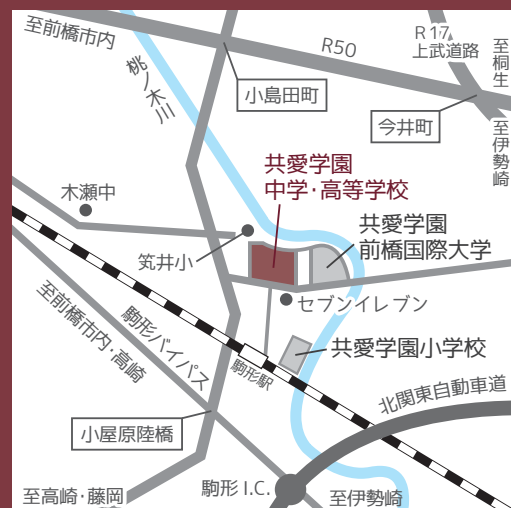 至前橋市内
R50
R17
上武道路
至桐生
至伊勢崎
桃ノ木川
小島田町
今井町
共愛学園
中学・高等学校
木瀬中
共愛学園
前橋国際大学
笂井小
セブンイレブン
至前橋市内・高崎
駒形バイパス
駒形駅
共愛学園小学校
北関東自動車道
小屋原陸橋
駒形 I.C.
至高崎・藤岡
至伊勢崎